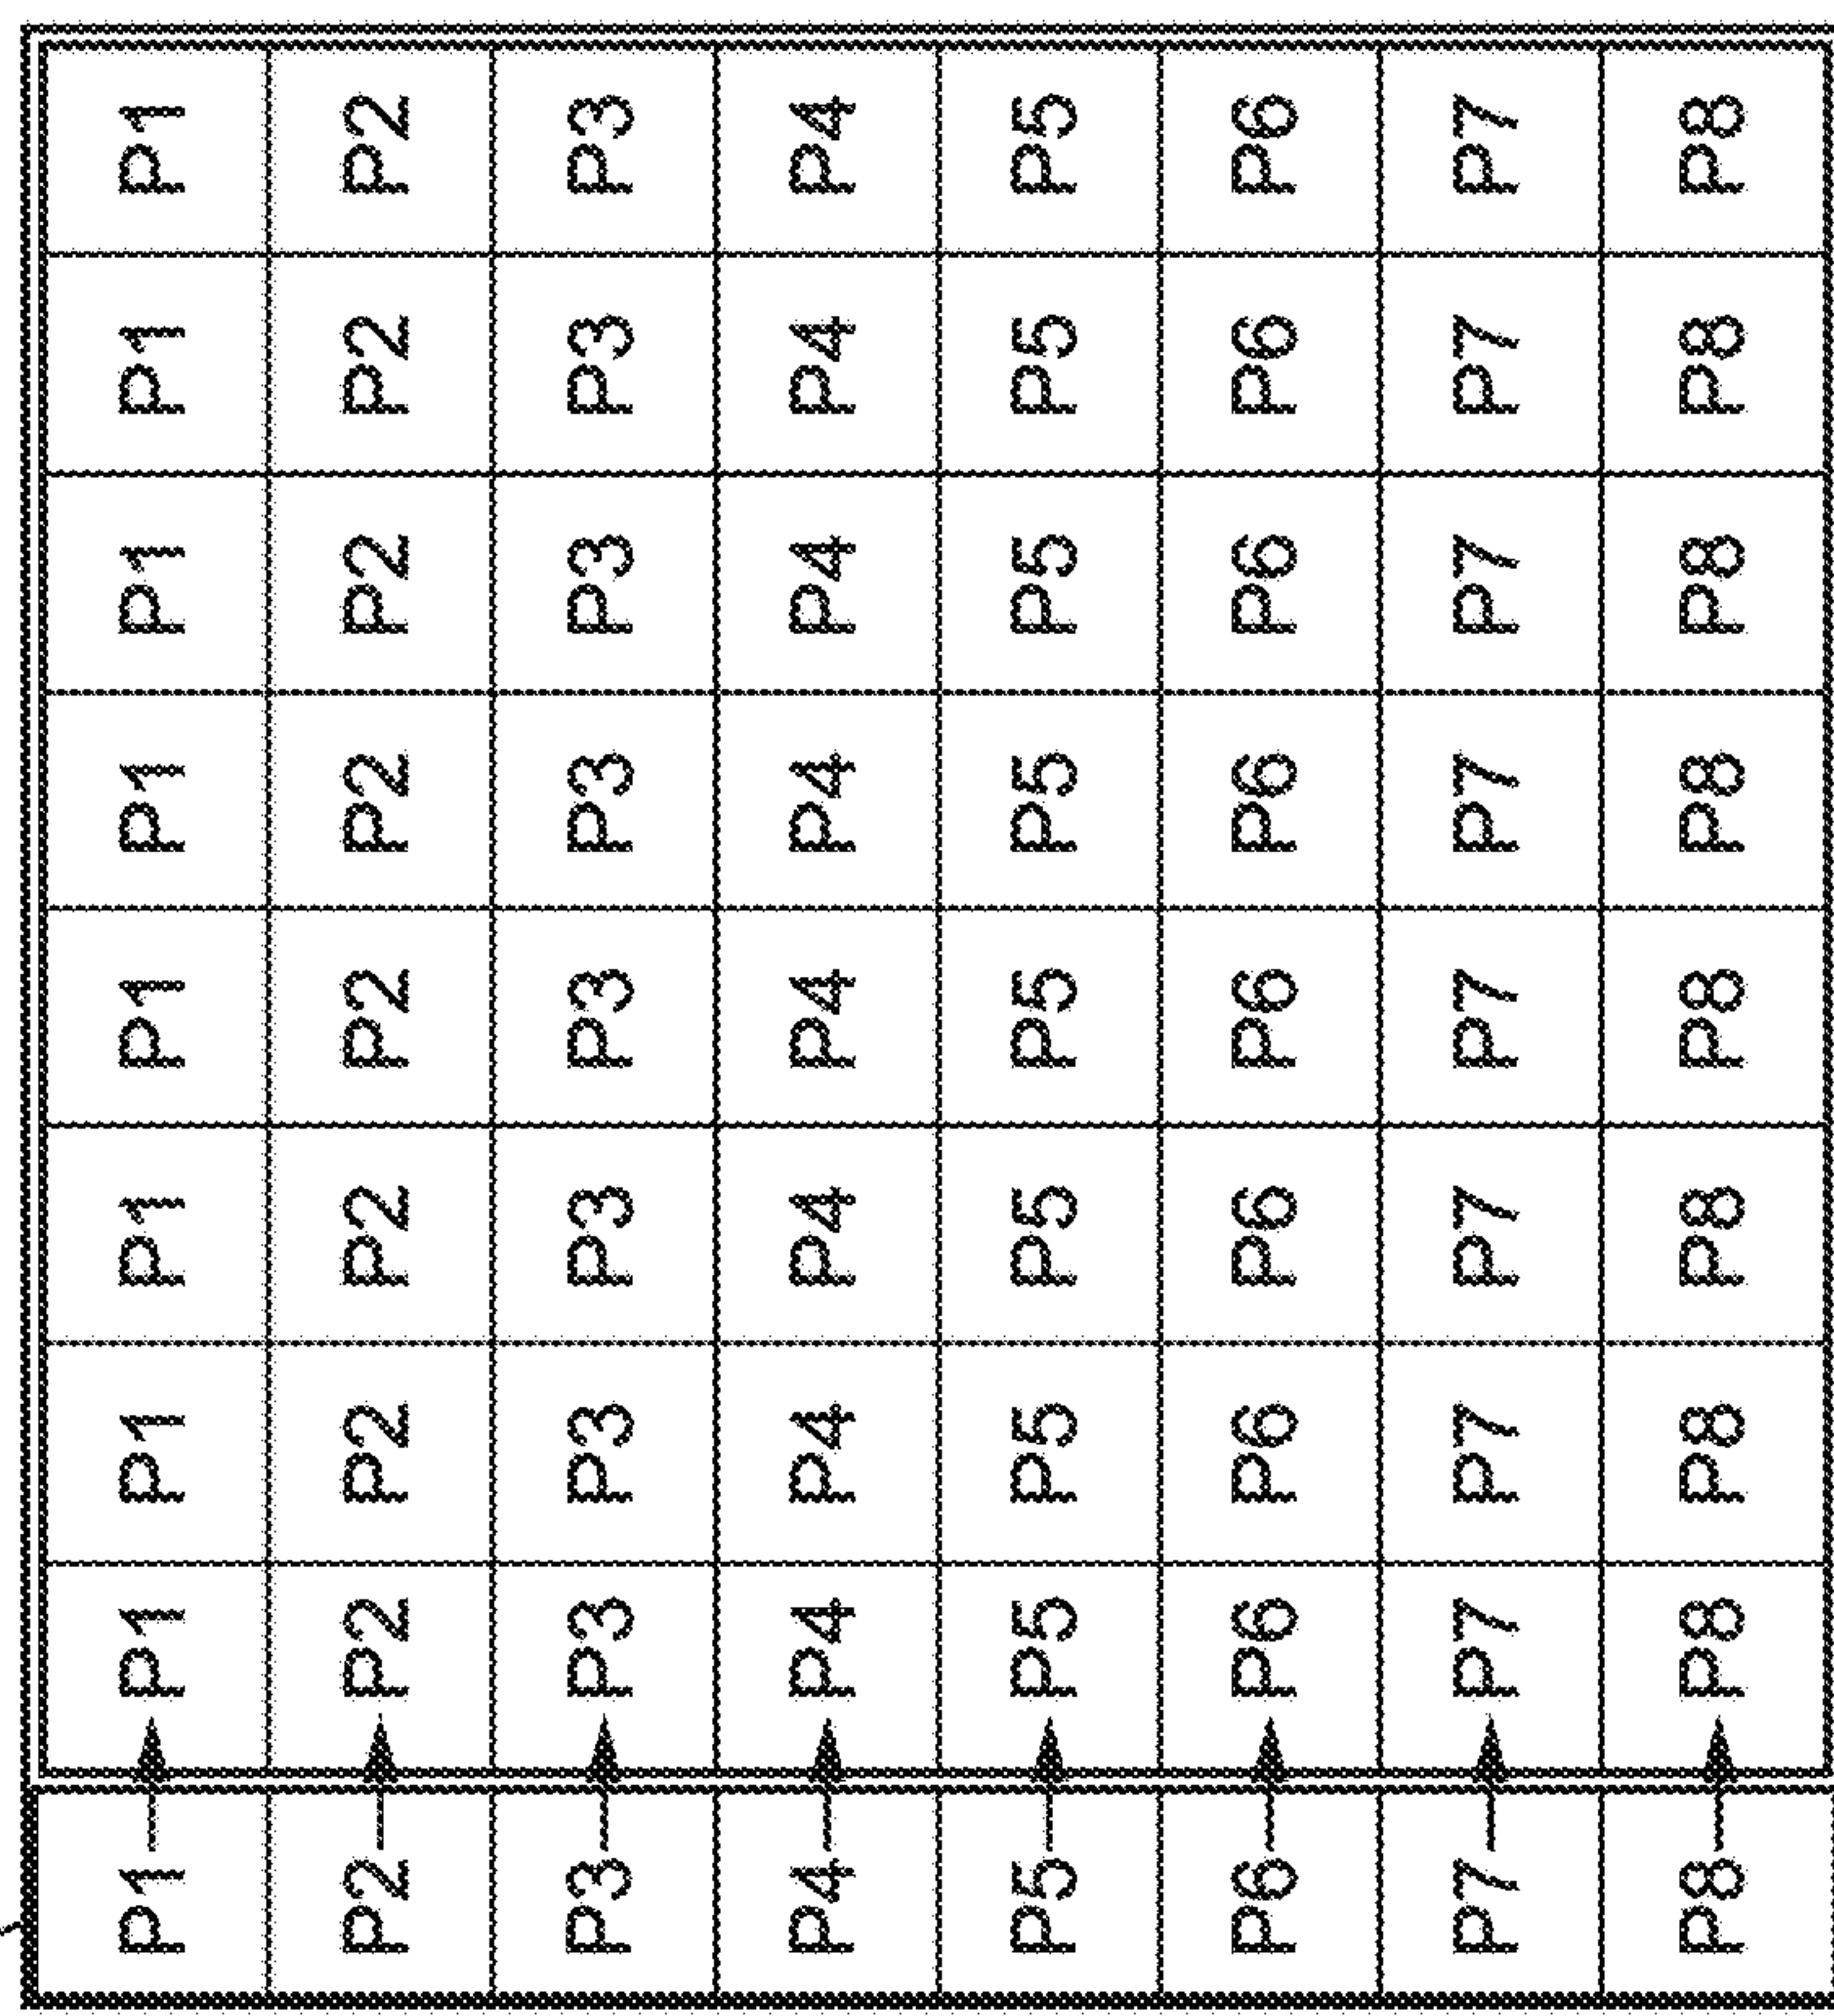 P1 P1 P1 P1 P1 P1 P1 P1 P1
P2 P2 P2 P2 P2 P2 P2 P2 P2
P3 P3 P3 P3 P3 P3 P3 P3 P3
P4 P4 P4 P4 P4 P4 P4 P4 P4
P5 P5 P5 P5 P5 P5 P5 P5 P5
P6 P6 P6 P6 P6 P6 P6 P6 P6
P7 P7 P7 P7 P7 P7 P7 P7 P7
P8 P8 P8 P8 P8 P8 P8 P8 P8